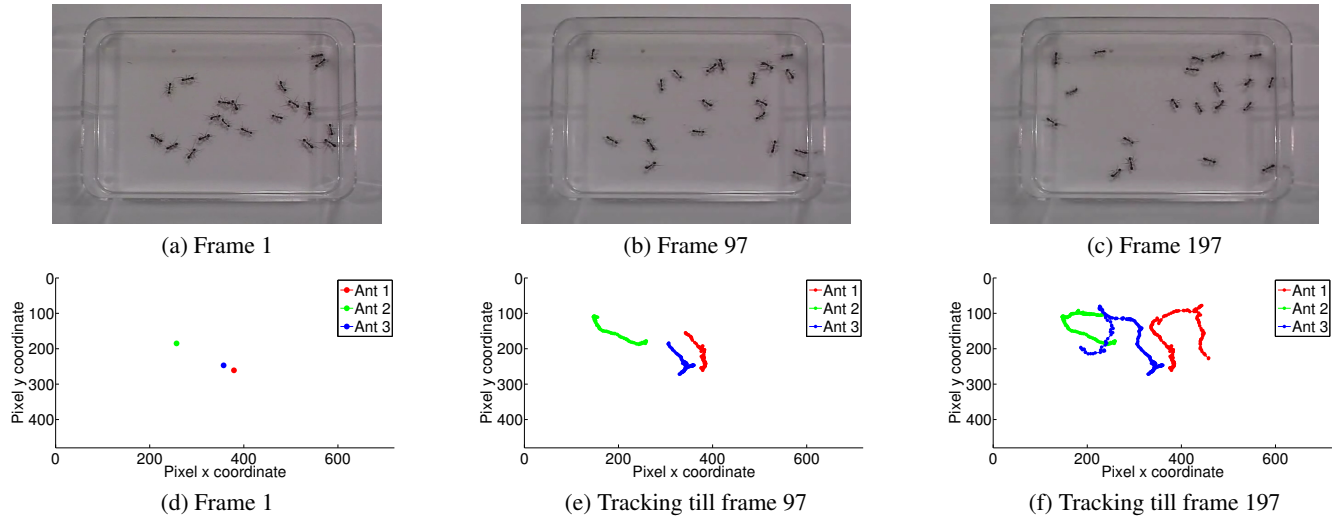 (a) Frame 1
(b) Frame 97
(c) Frame 197
0
100
200
300
400
0
200
400
600
Pixel y coordinate
Pixel x coordinate
Ant 1
Ant 2
Ant 3
0
100
200
300
400
0
200
400
600
Pixel y coordinate
Pixel x coordinate
Ant 1
Ant 2
Ant 3
0
100
200
300
400
0
200
400
600
Pixel y coordinate
Pixel x coordinate
Ant 1
Ant 2
Ant 3
(d) Frame 1
(e) Tracking till frame 97
(f) Tracking till frame 197